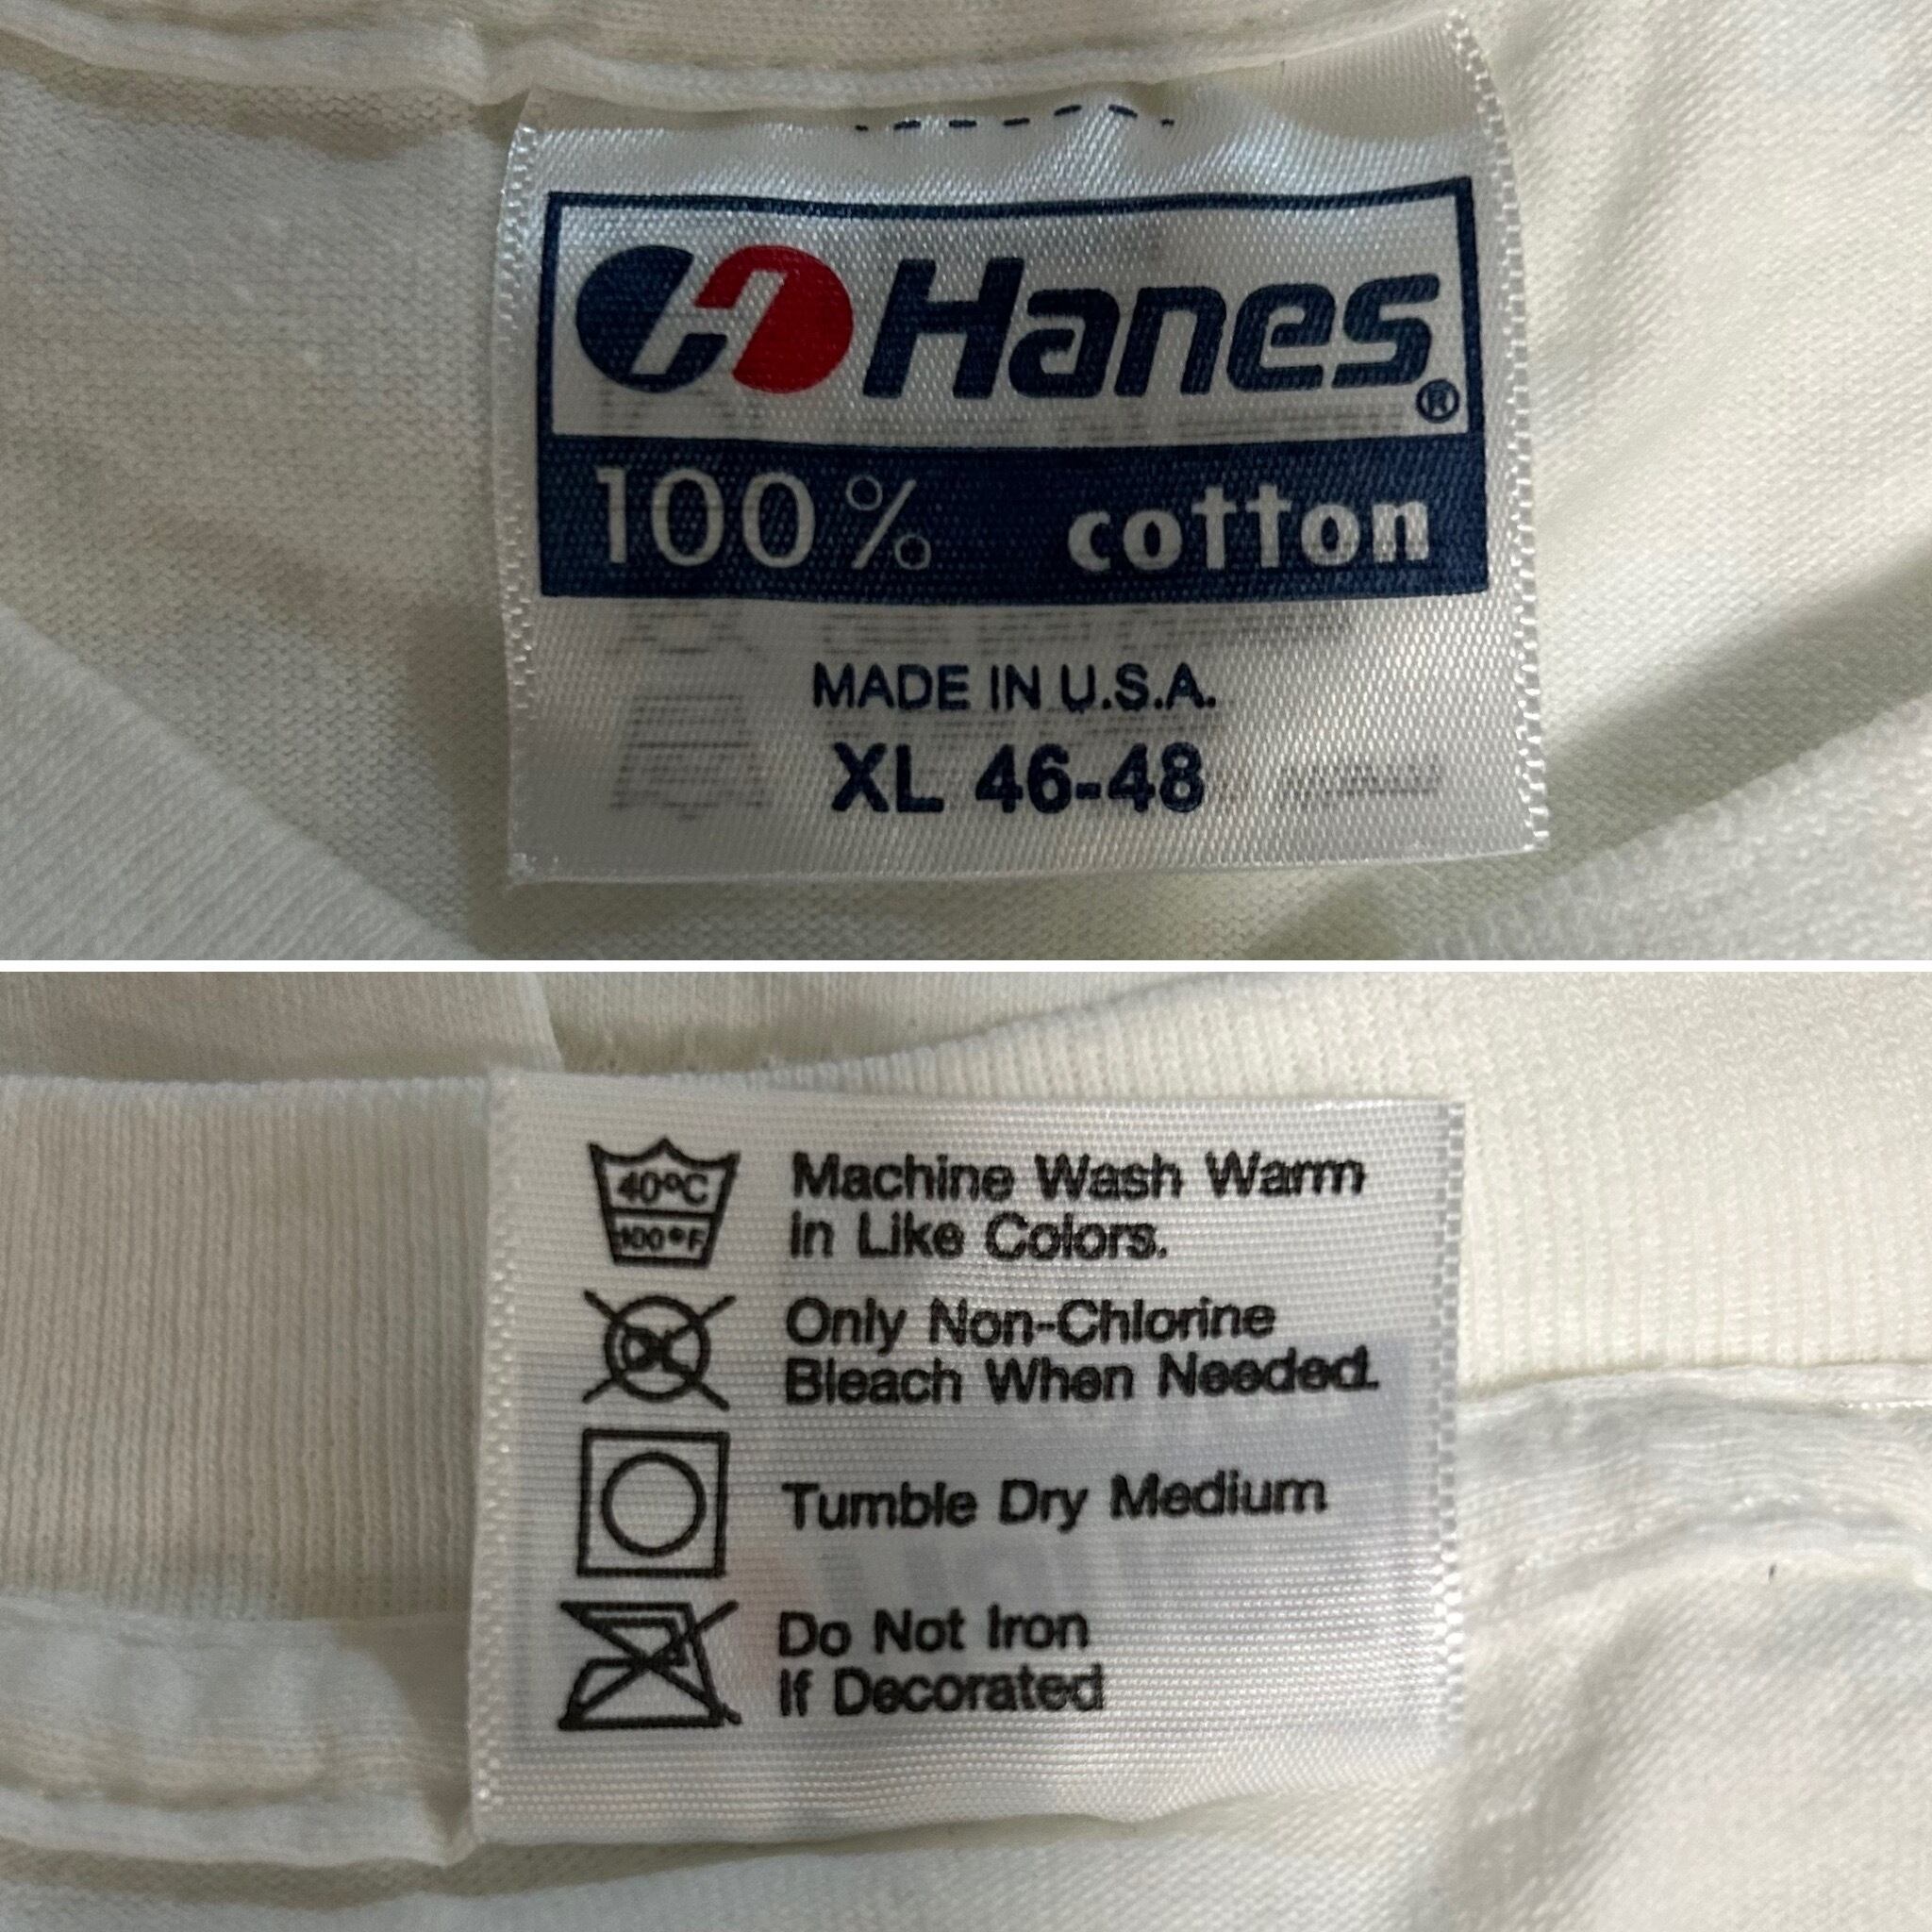 Hanes®
100% cotton
MADE IN U.S.A.
XL 46-48
40°C
100°F
Machine Wash Warm
in Like Colors.
Only Non-Chlorine
Bleach When Needed.
Tumble Dry Medium
Do Not Iron
If Decorated